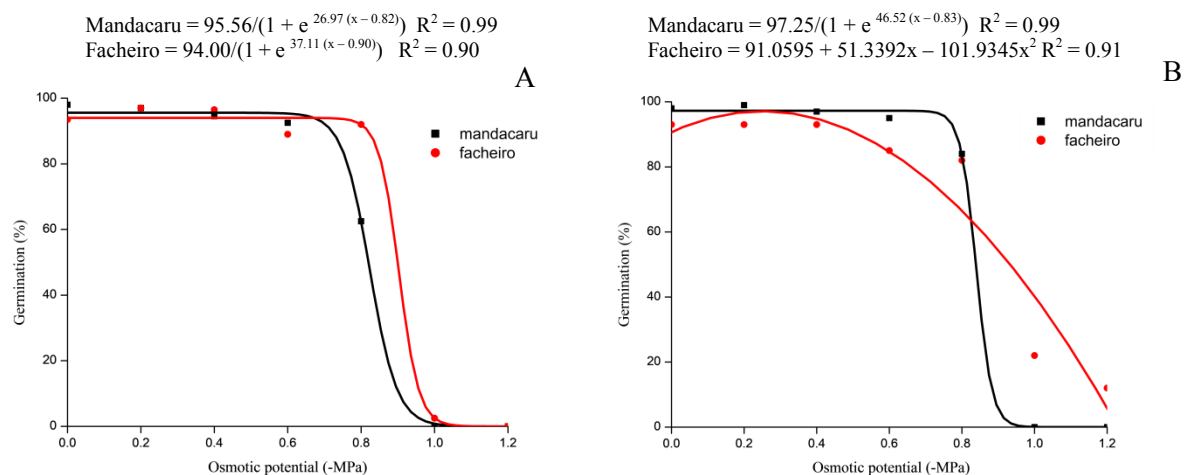 Mandacaru = 95.56/(1 + e^26.97 (x – 0.82)) R² = 0.99
Facheiro = 94.00/(1 + e^37.11 (x – 0.90)) R² = 0.90
A
100
80
60
40
20
0
Germination (%)
mandacaru
facheiro
0.0 0.2 0.4 0.6 0.8 1.0 1.2
Osmotic potential (-MPa)
Mandacaru = 97.25/(1 + e^46.52 (x – 0.83)) R² = 0.99
Facheiro = 91.0595 + 51.3392x – 101.9345x² R² = 0.91
B
100
80
60
40
20
0
Germination (%)
mandacaru
facheiro
0.0 0.2 0.4 0.6 0.8 1.0 1.2
Osmotic potential (-MPa)